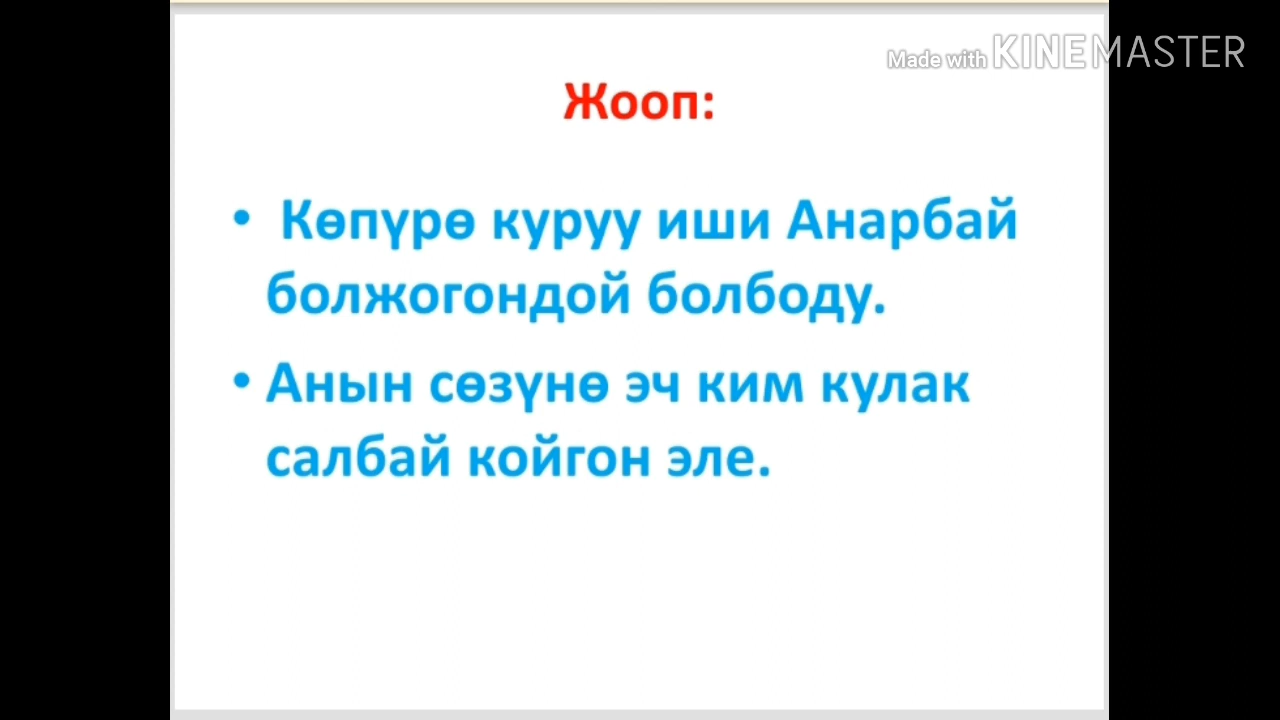 Made with KINEMASTER
Жооп:
• Көпүрө куруу иши Анарбай
болжогондой болбоду.
• Анын сөзүнө эч ким кулак
салбай койгон эле.